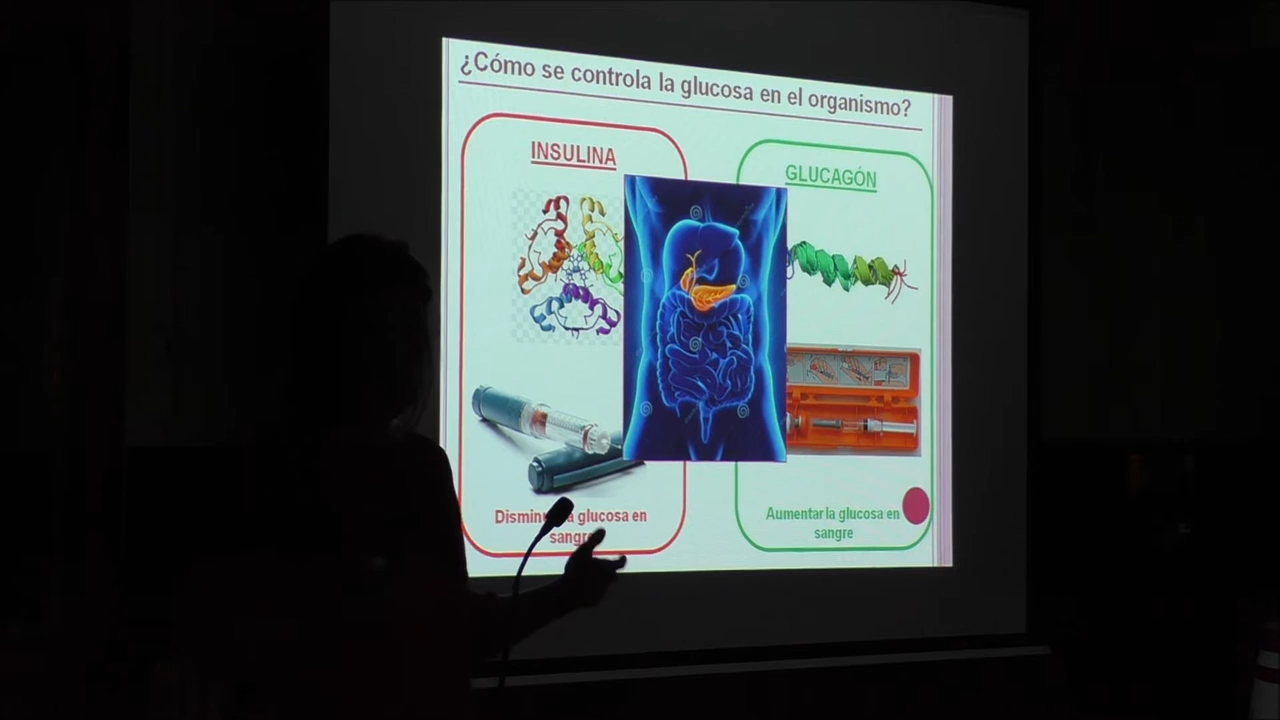 ¿Cómo se controla la glucosa en el organismo?
INSULINA
GLUCAGÓN
glucosa en
Aumentar la glucosa en
sangre